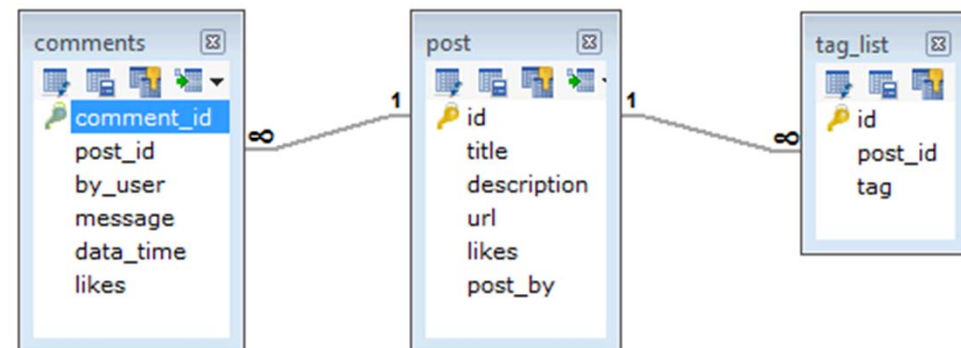 comments
comment_id
post_id
by_user
message
data_time
likes
∞
1
post
id
title
description
url
likes
post_by
1
∞
tag_list
id
post_id
tag